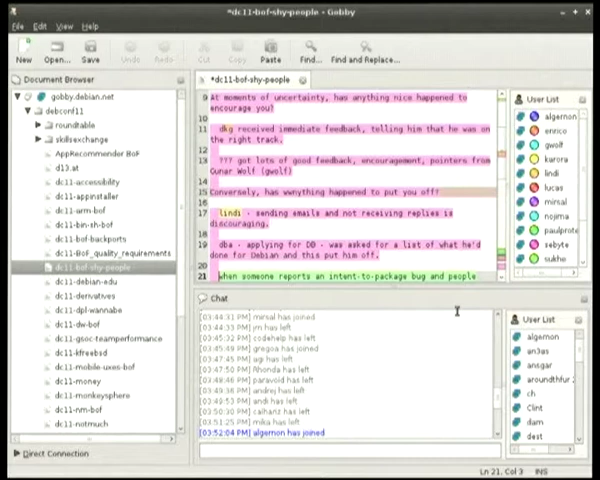 *dc11-bof-shy-people - Gobby
File Edit View Help
New Open... Save Undo Redo Cut Copy Paste Find... Find and Replace...
Document Browser
gobby.debian.net
debconf11
roundtable
skillsexchange
AppRecommender BoF
d13.at
dc11-accessibility
dc11-appinstaller
dc11-arm-bof
dc11-bin-sh-bof
dc11-bof-backports
dc11-BoF_quality_requirements
dc11-bof-shy-people
dc11-debian-edu
dc11-derivatives
dc11-dpl-wannabe
dc11-dw-bof
dc11-gsoc-teamperformance
dc11-kfreebsd
dc11-mobile-uxes-bof
dc11-money
dc11-monkeysphere
dc11-nm-bof
dc11-notmuch
Direct Connection
*dc11-bof-shy-people
9 At moments of uncertainty, has anything nice happened to
encourage you?
10
11 dkg received immediate feedback, telling him that he was on
the right track.
12
13 ??? got lots of good feedback, encouragement, pointers from
Gunar Wolf (gwolf)
14
15 Conversely, has wwnything happened to put you off?
16
17 lindi - sending emails and not receiving replies is
discouraging.
18
19 dba - applying for DD - was asked for a list of what he'd
done for Debian and this put him off.
20
21 when someone reports an intent-to-package bug and people
User List
algernon
enrico
gwolf
karora
lindi
lucas
mirsal
nojima
paulprote
sebyte
sukhe
Chat
[03:44:31 PM] mirsal has joined
[03:44:33 PM] jm has left
[03:45:32 PM] codehelp has left
[03:45:49 PM] gregoa has joined
[03:47:45 PM] agi has left
[03:47:50 PM] Rhonda has left
[03:48:46 PM] paravoid has left
[03:49:36 PM] andrej has left
[03:49:53 PM] andi has left
[03:50:30 PM] calhariz has left
[03:51:25 PM] mika has left
[03:52:04 PM] algernon has joined
User List
algernon
an3as
ansgar
aroundthfur
ch
Clint
dam
dest
Ln 21, Col 3 INS